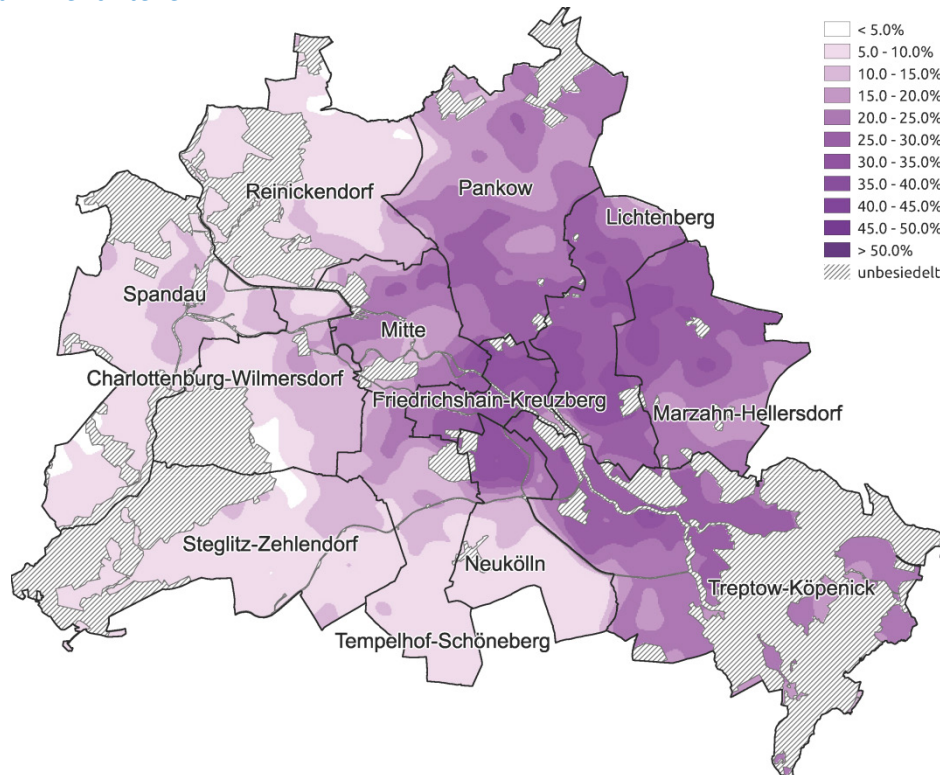 < 5.0%
5.0 - 10.0%
10.0 - 15.0%
15.0 - 20.0%
20.0 - 25.0%
25.0 - 30.0%
30.0 - 35.0%
35.0 - 40.0%
40.0 - 45.0%
45.0 - 50.0%
> 50.0%
unbesiedelt
Reinickendorf
Pankow
Lichtenberg
Spandau
Mitte
Charlottenburg-Wilmersdorf
Friedrichshain-Kreuzberg
Marzahn-Hellersdorf
Steglitz-Zehlendorf
Neukölln
Treptow-Köpenick
Tempelhof-Schöneberg